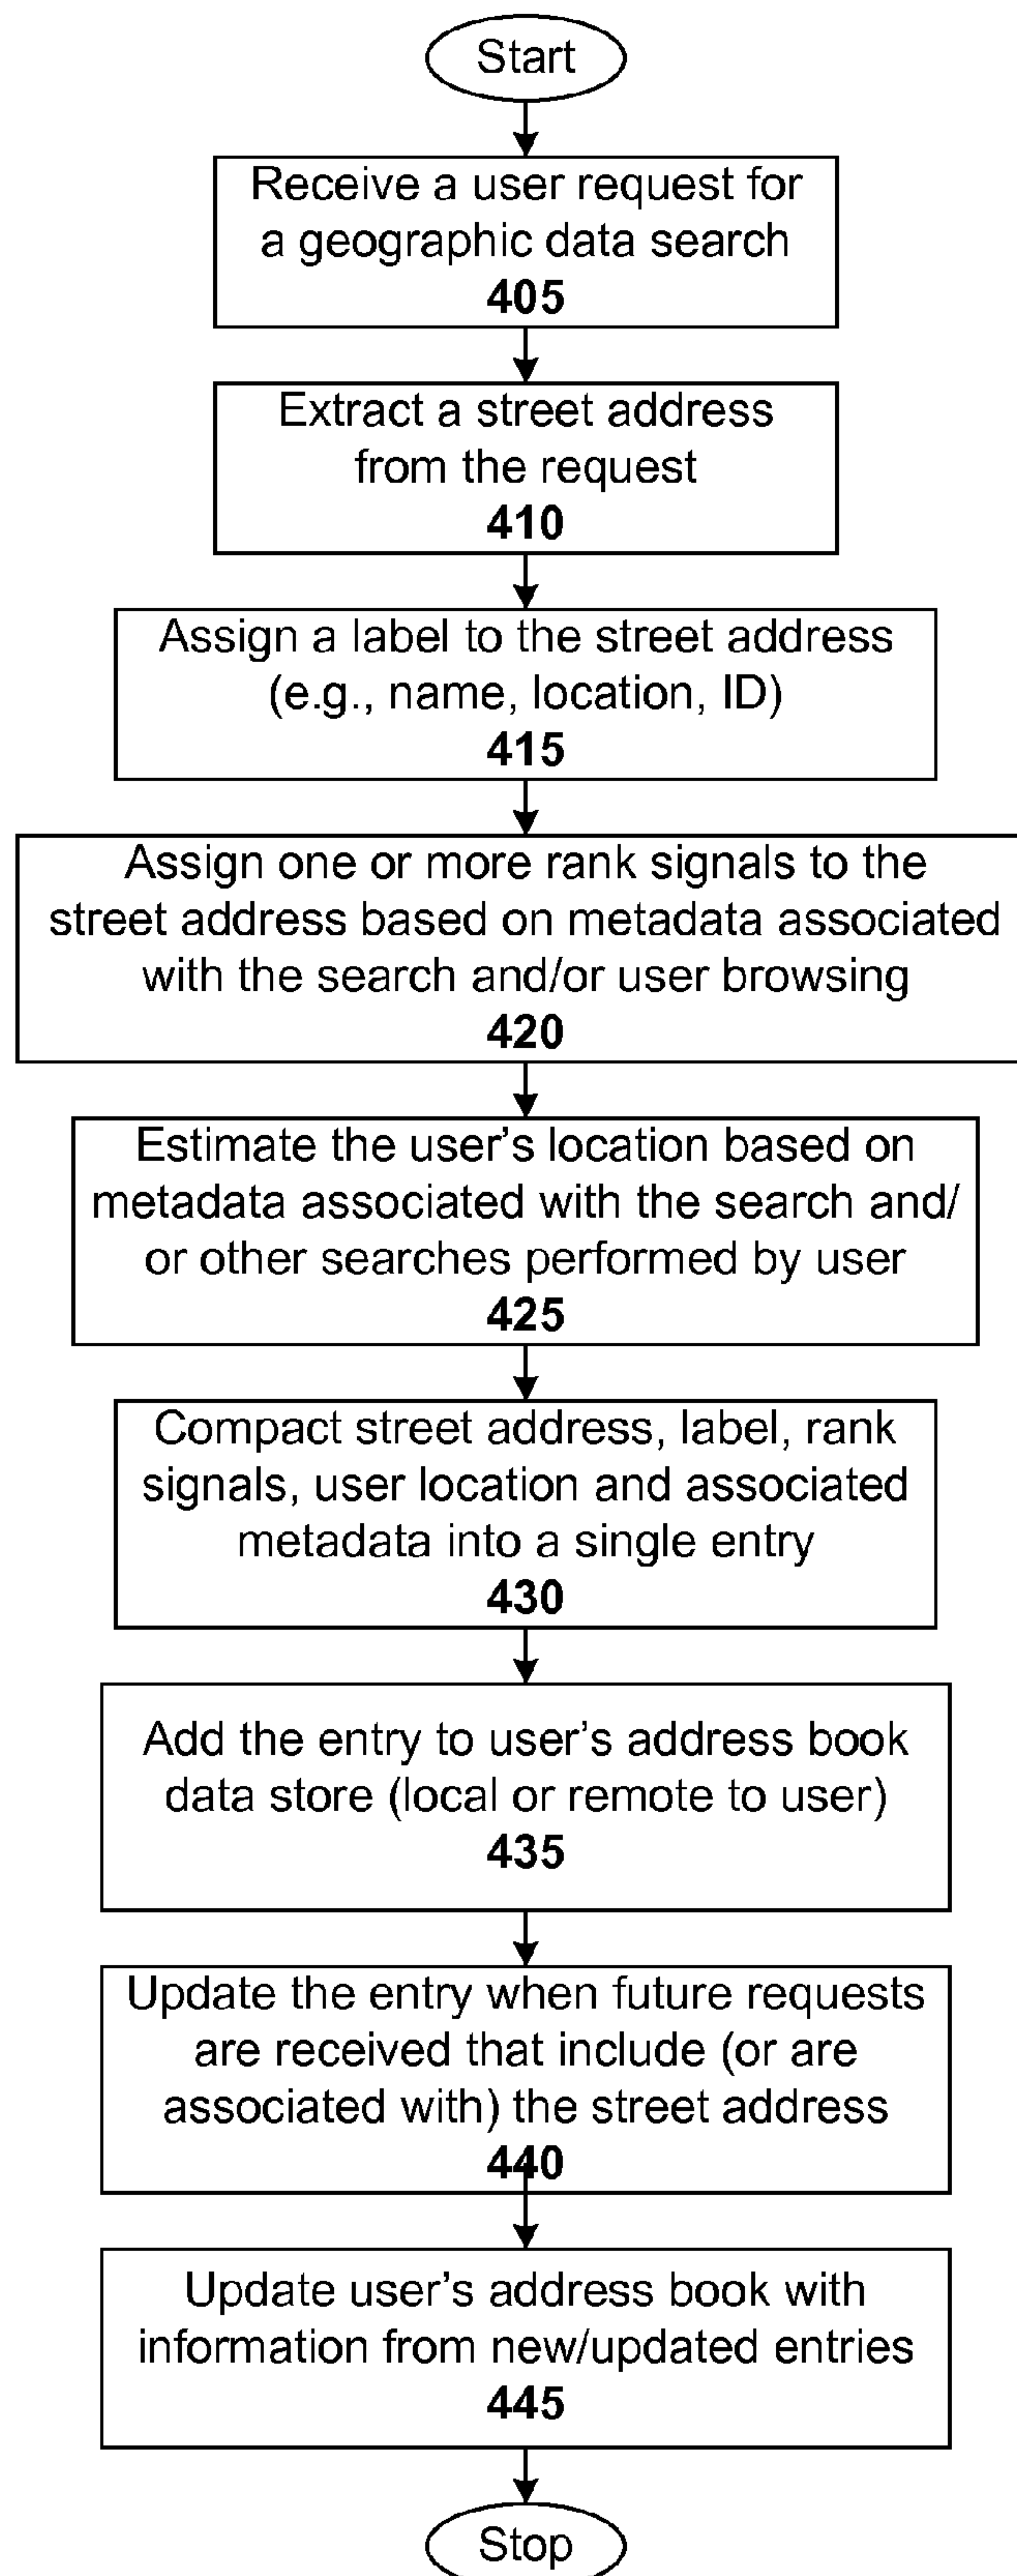 Start
Receive a user request for
a geographic data search
405
Extract a street address
from the request
410
Assign a label to the street address
(e.g., name, location, ID)
415
Assign one or more rank signals to the
street address based on metadata associated
with the search and/or user browsing
420
Estimate the user's location based on
metadata associated with the search and/
or other searches performed by user
425
Compact street address, label, rank
signals, user location and associated
metadata into a single entry
430
Add the entry to user's address book
data store (local or remote to user)
435
Update the entry when future requests
are received that include (or are
associated with) the street address
440
Update user's address book with
information from new/updated entries
445
Stop